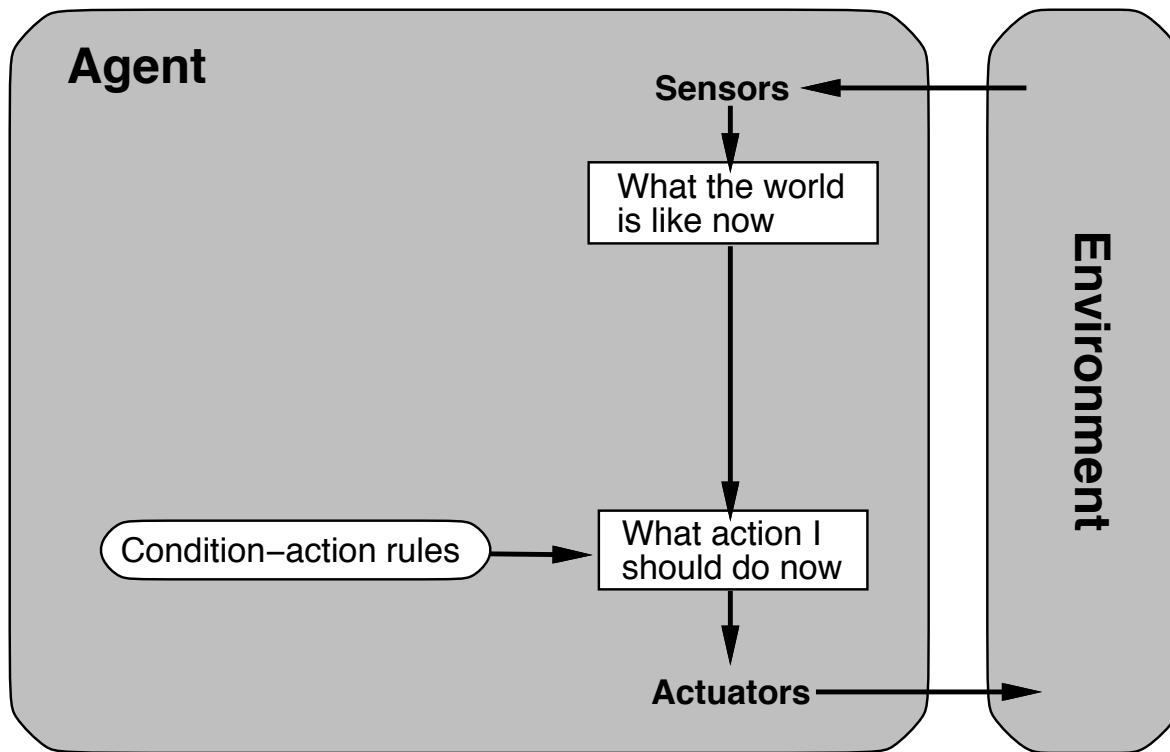 Agent
Sensors
What the world
is like now
Environment
Condition−action rules
What action I
should do now
Actuators